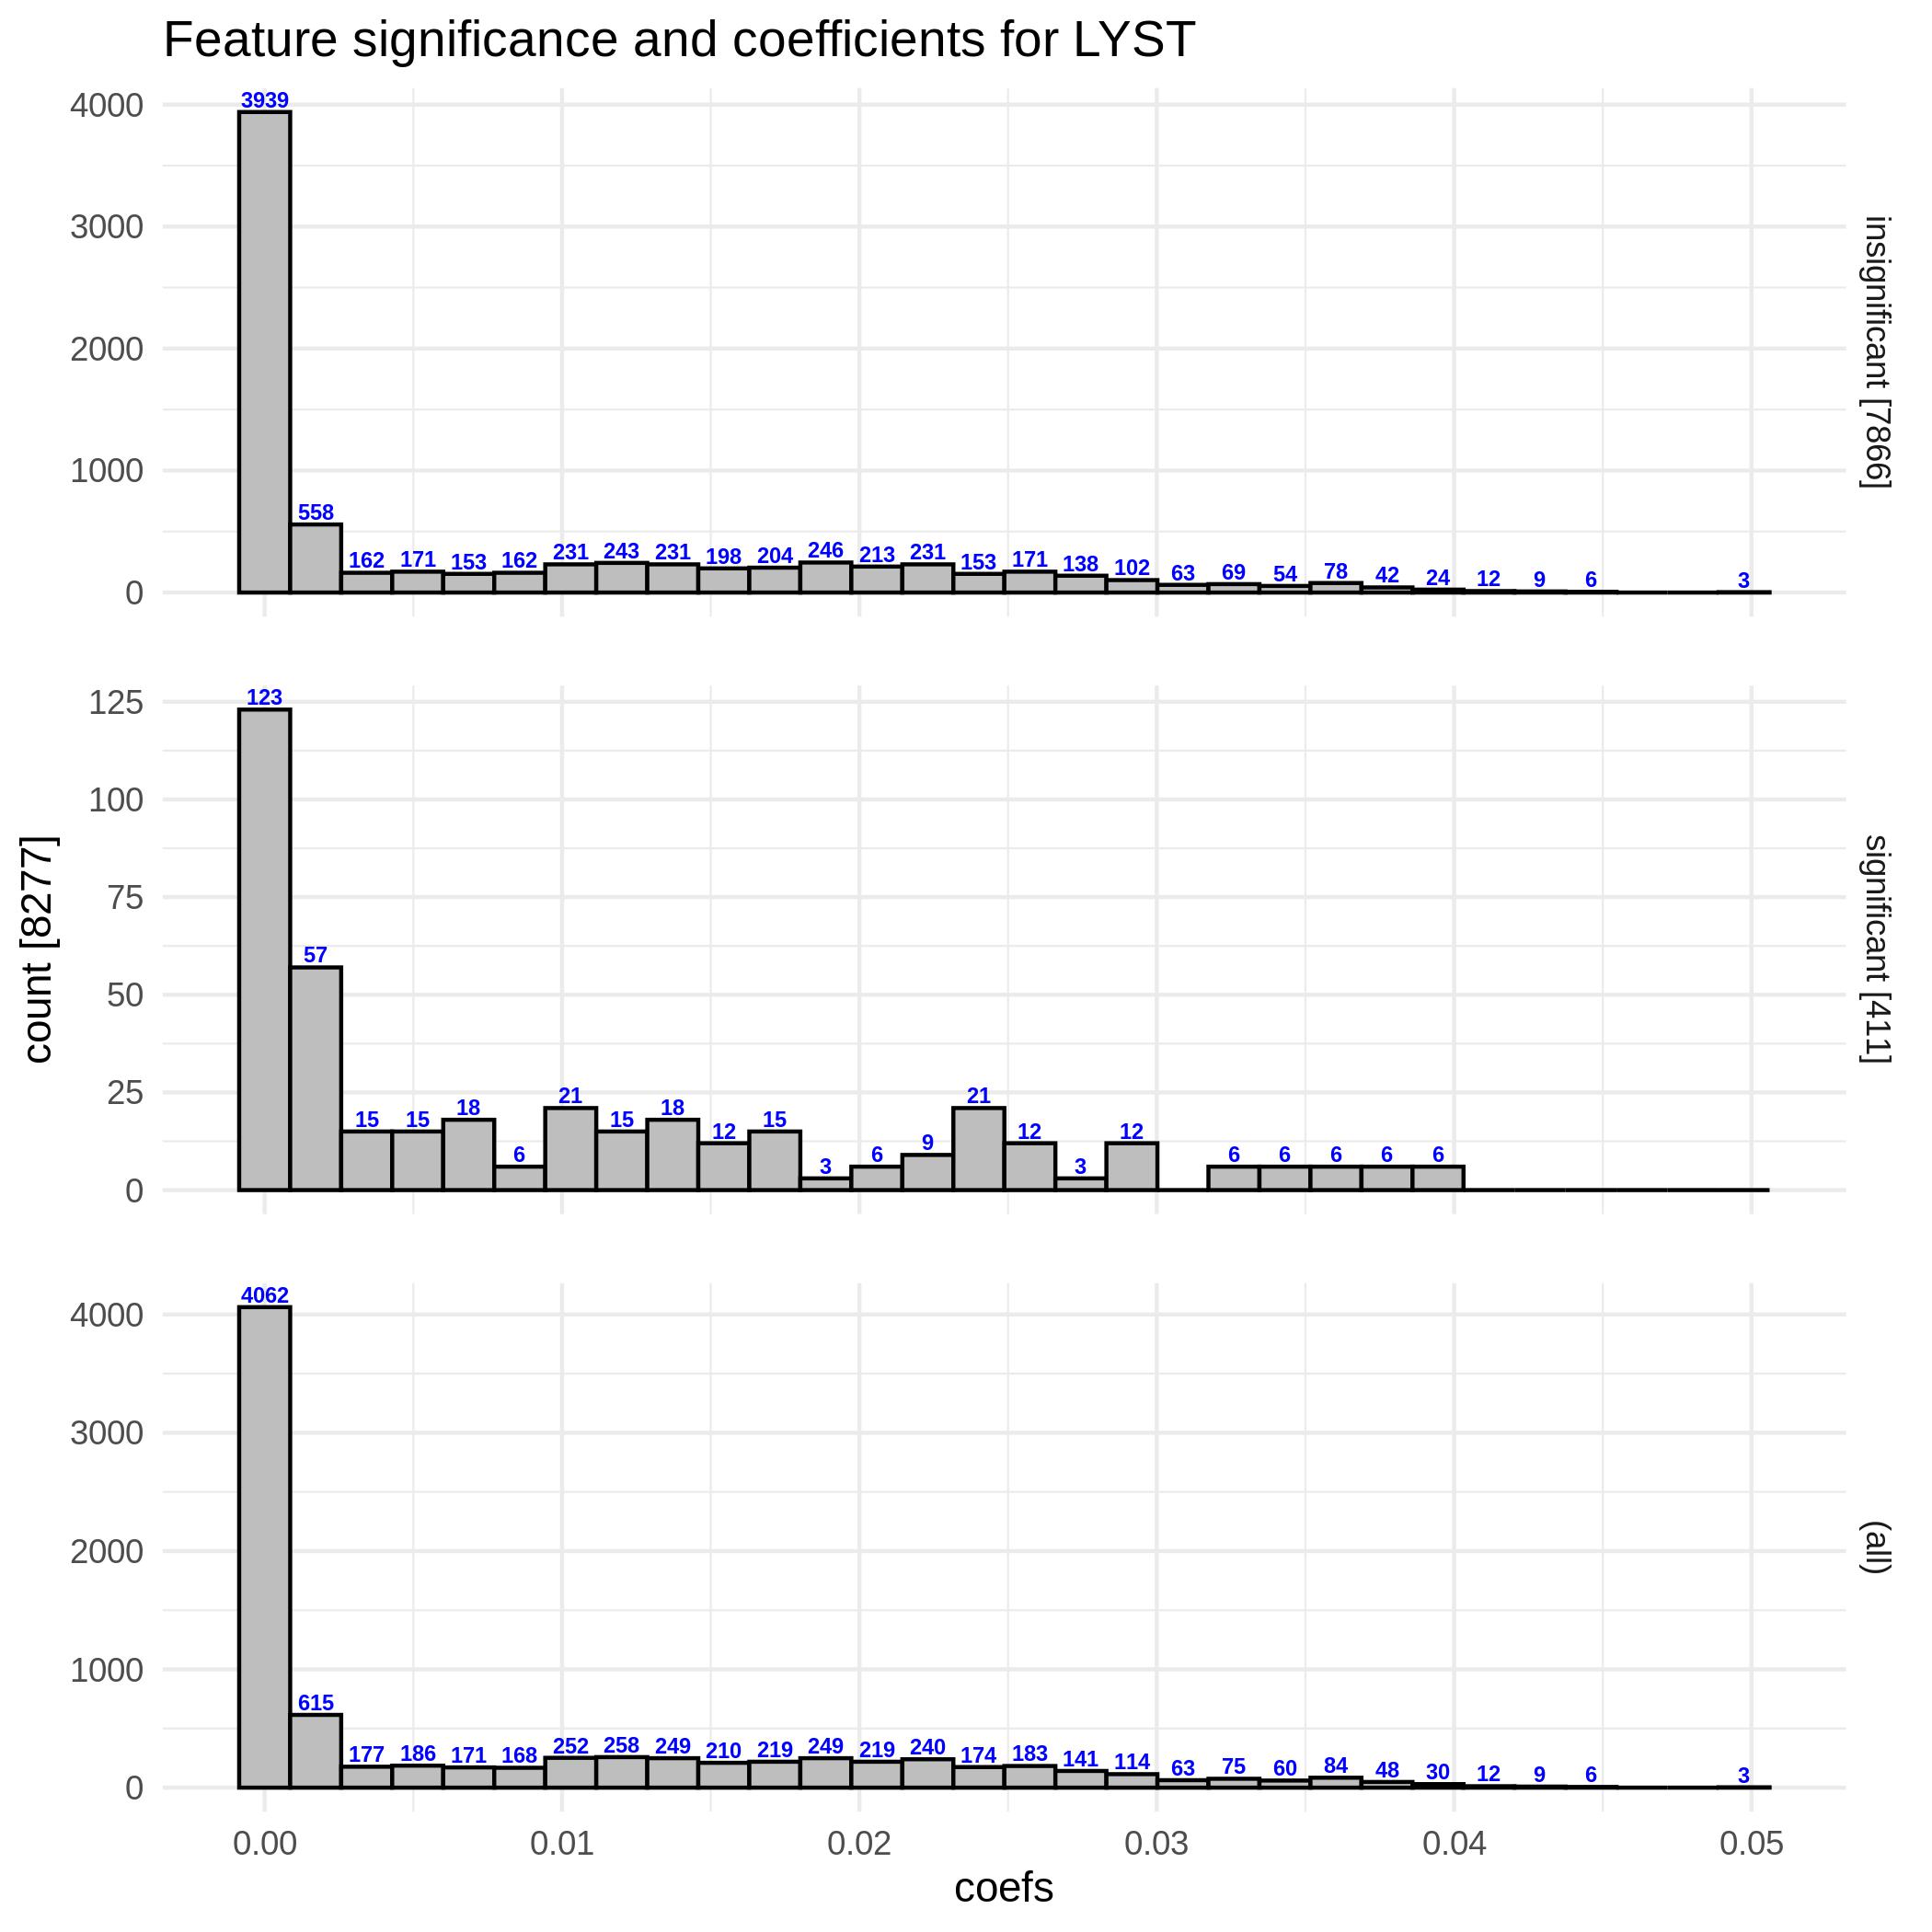 Feature significance and coefficients for LYST
4000
3000
2000
1000
0
3939
558
162 171 153 162 231 243 231 198 204 246 213 231 153 171 138 102 63 69 54 78 42 24 12 9 6 3
insignificant [7866]
125
100
75
50
25
0
123
57
15 15 18 6 21 15 18 12 15 3 6 9 21 12 3 12 6 6 6 6 6
significant [411]
count [8277]
4000
3000
2000
1000
0
4062
615
177 186 171 168 252 258 249 210 219 249 219 240 174 183 141 114 63 75 60 84 48 30 12 9 6 3
(all)
0.00 0.01 0.02 0.03 0.04 0.05
coefs